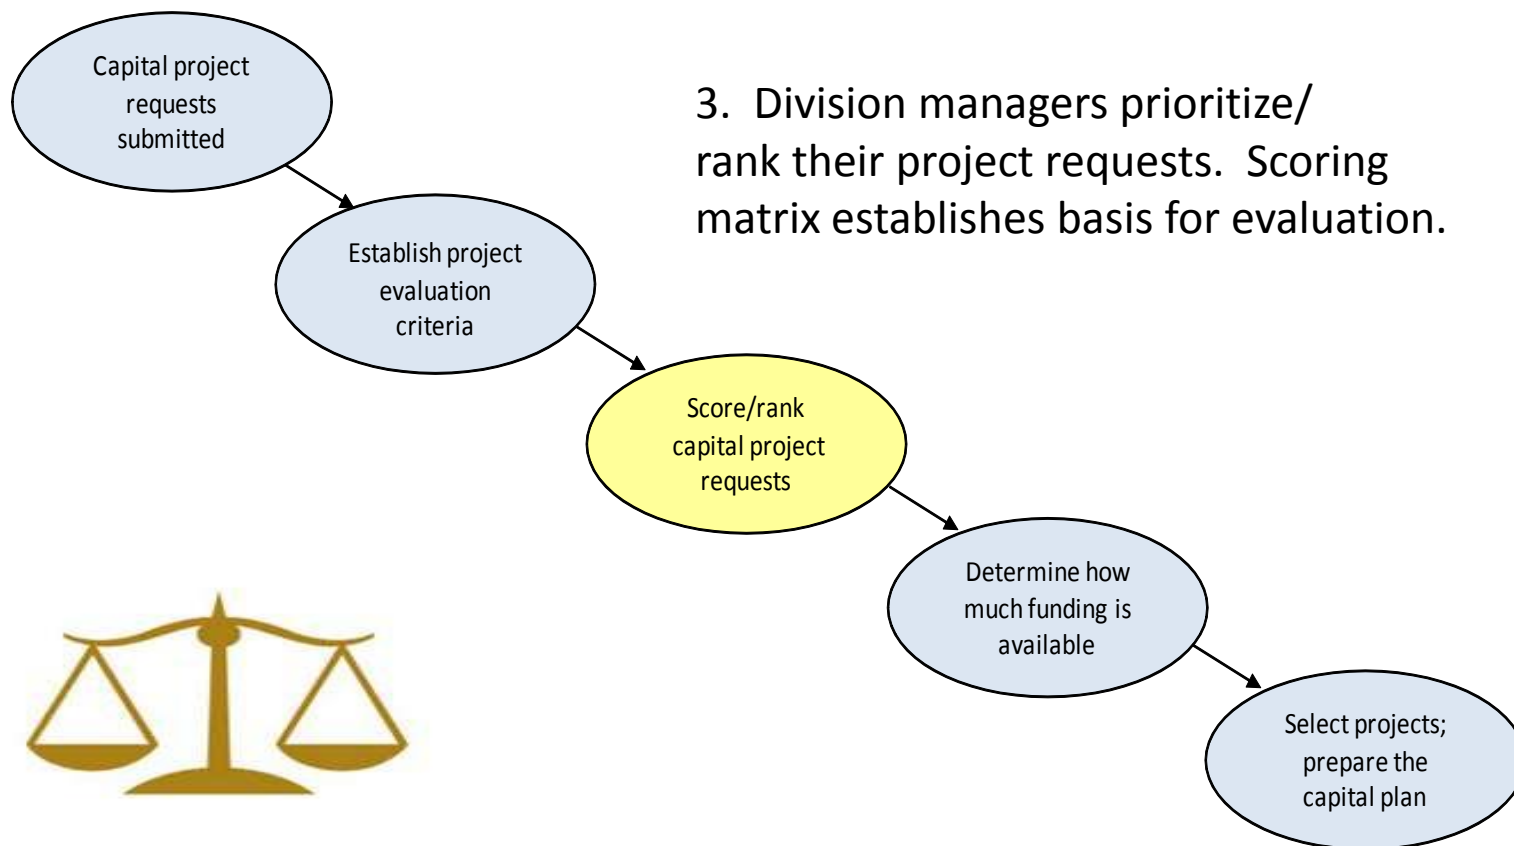 Capital project
requests
submitted
3. Division managers prioritize/
rank their project requests. Scoring
matrix establishes basis for evaluation.
Establish project
evaluation
criteria
Score/rank
capital project
requests
Determine how
much funding is
available
Select projects;
prepare the
capital plan